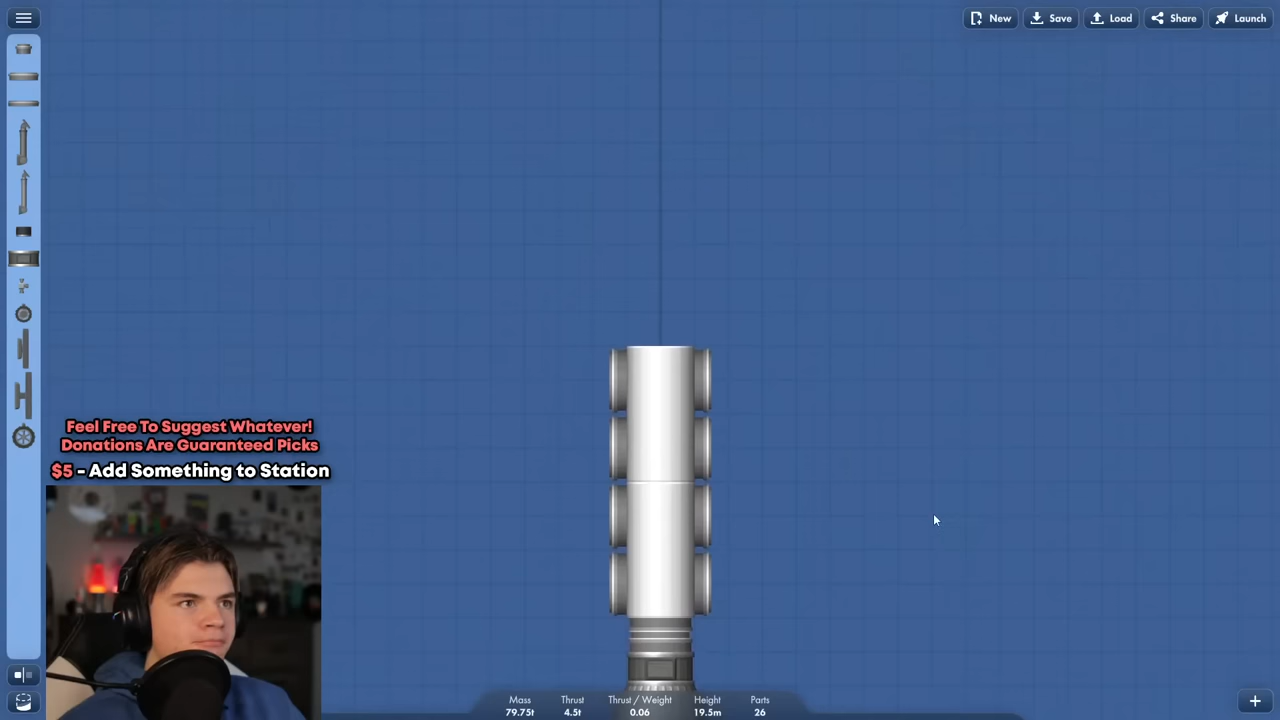 New
Save
Load
Share
Launch
Feel Free To Suggest Whatever!
Donations Are Guaranteed Picks
$5 - Add Something to Station
Mass
Thrust
Thrust / Weight
Height
Parts
79.75t
4.5t
0.06
19.5m
26